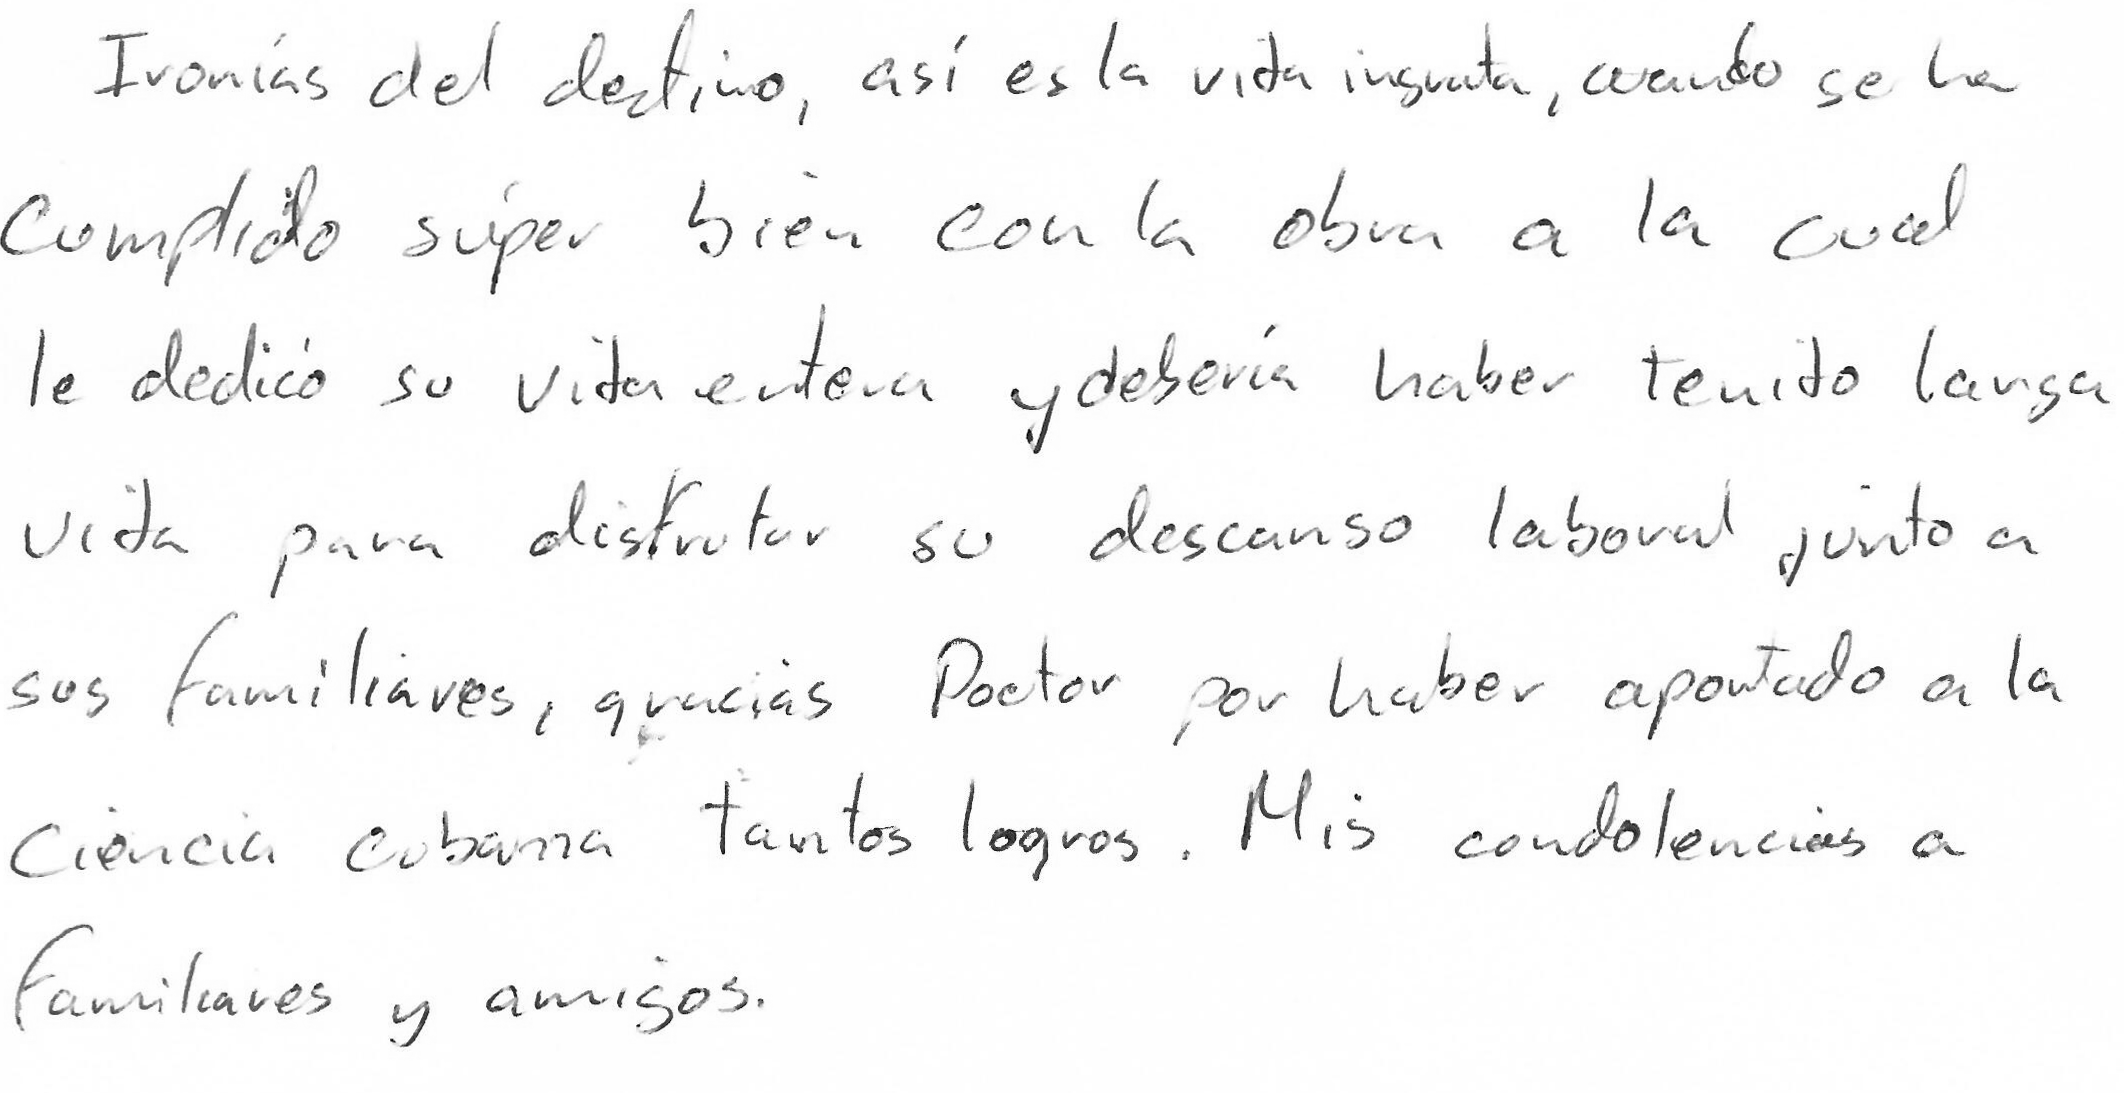 Ironías del destino, así es la vida ingrata, cuando se ha
Cumplido súper bien con la obra a la cual
le dedicó su vida entera y debería haber tenido larga
vida para disfrutar su descanso laboral junto a
sus familiares, gracias Doctor por haber aportado a la
Ciencia cubana tantos logros. Mis condolencias a
familiares y amigos.